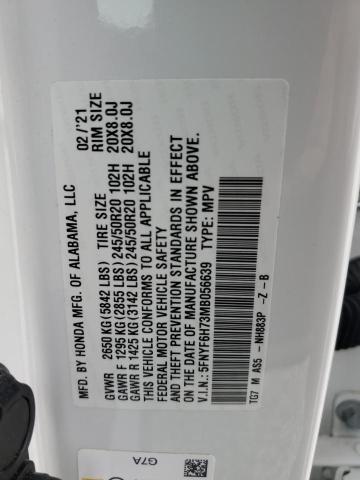 MFD. BY HONDA MFG. OF ALABAMA, LLC 02/'21
GVWR 2650 KG(5842 LBS) TIRE SIZE RIM SIZE
GAWR F 1295 KG(2855 LBS) 245/50R20 102H 20X8.0J
GAWR R 1425 KG(3142 LBS) 245/50R20 102H 20X8.0J
THIS VEHICLE CONFORMS TO ALL APPLICABLE
FEDERAL MOTOR VEHICLE SAFETY
AND THEFT PREVENTION STANDARDS IN EFFECT
ON THE DATE OF MANUFACTURE SHOWN ABOVE.
V.I.N.:5FNYF6H73MB056639 TYPE: MPV
TG7 M AS5 - NH883P -Z -B
G7A